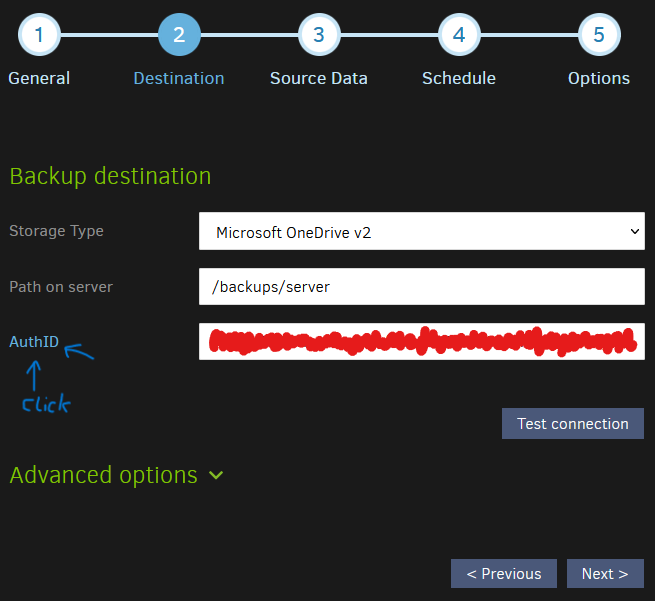 1 2 3 4 5
General Destination Source Data Schedule Options
Backup destination
Storage Type Microsoft OneDrive v2
Path on server /backups/server
AuthID
click
Test connection
Advanced options
< Previous Next >